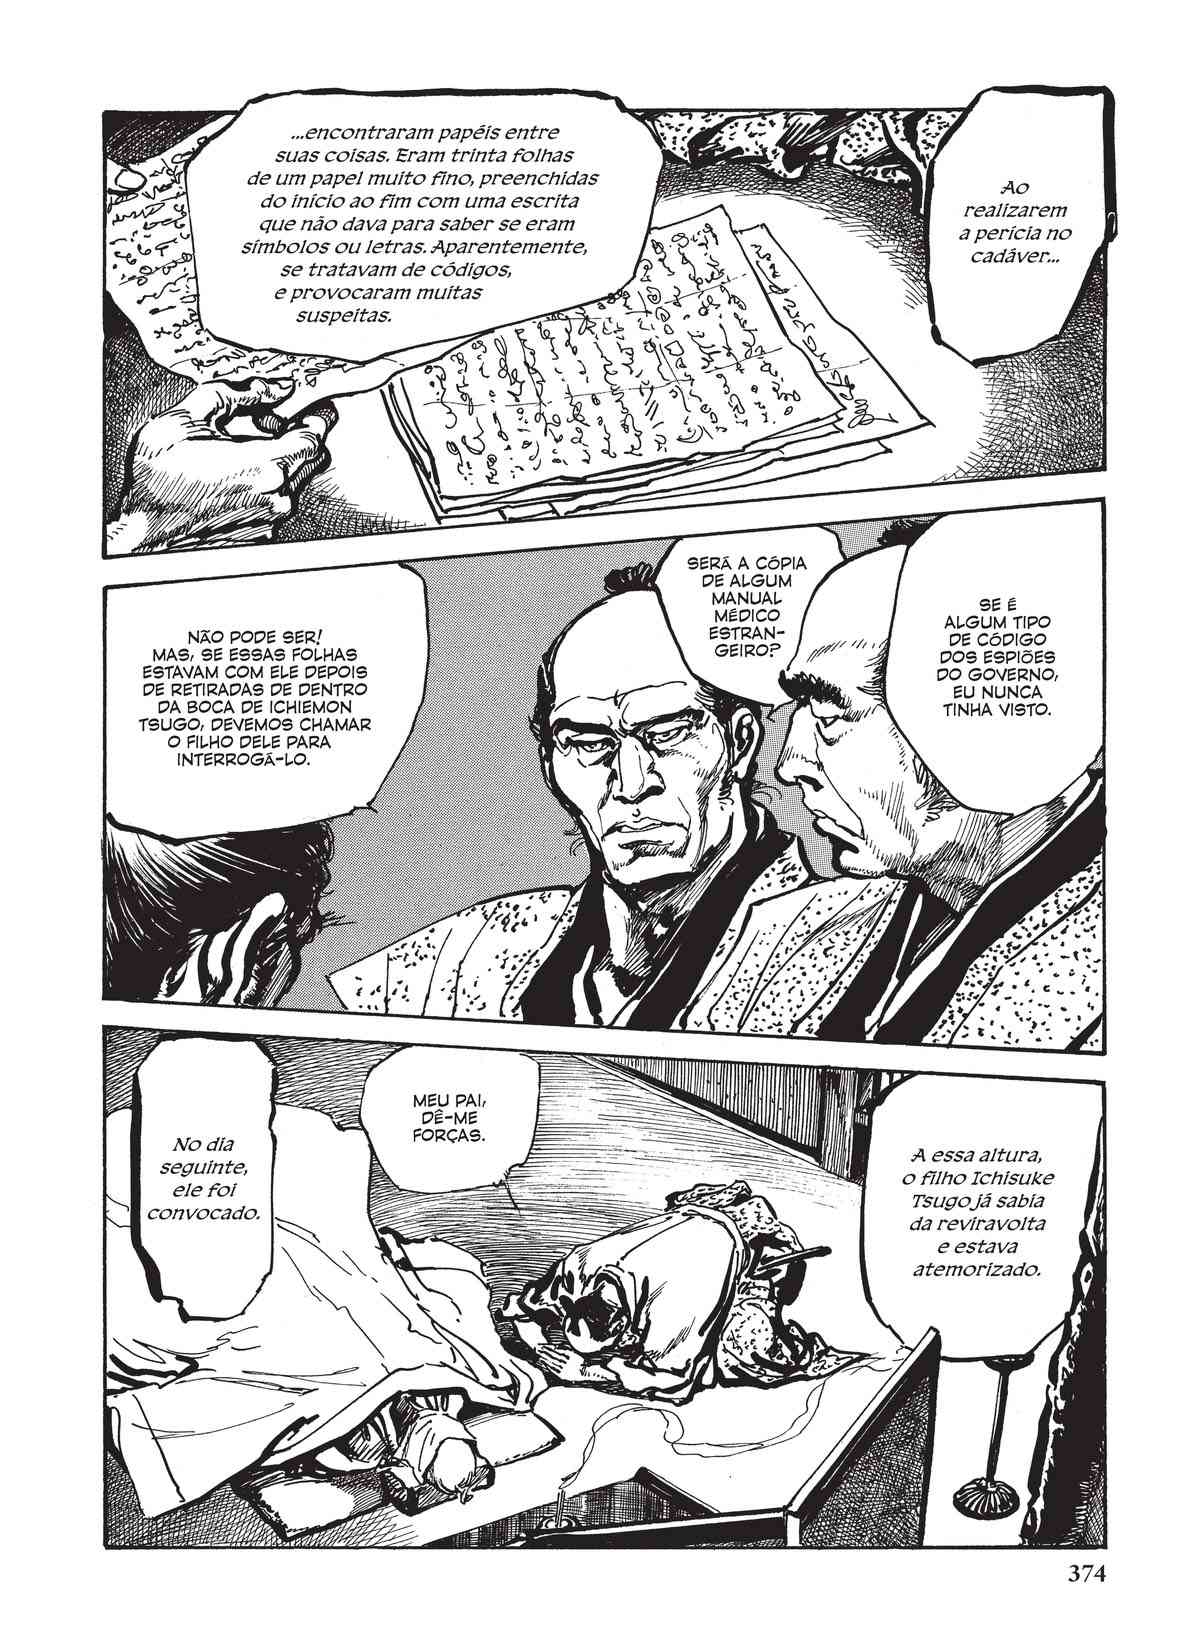 Ao
realizarem
a perícia no
cadáver...
...encontraram papéis entre
suas coisas. Eram trinta folhas
de um papel muito fino, preenchidas
do início ao fim com uma escrita
que não dava para saber se eram
símbolos ou letras. Aparentemente,
se tratavam de códigos,
e provocaram muitas
suspeitas.
SE É
ALGUM TIPO
DE CÓDIGO
DOS ESPIÕES
DO GOVERNO,
EU NUNCA
TINHA VISTO.
SERÁ A CÓPIA
DE ALGUM
MANUAL
MÉDICO
ESTRAN-
GEIRO?
NÃO PODE SER!
MAS, SE ESSAS FOLHAS
ESTAVAM COM ELE DEPOIS
DE RETIRADAS DE DENTRO
DA BOCA DE ICHIEMON
TSUGO, DEVEMOS CHAMAR
O FILHO DELE PARA
INTERROGÁ-LO.
A essa altura,
o filho Ichisuke
Tsugo já sabia
da reviravolta
e estava
atemorizado.
MEU PAI,
DÊ-ME
FORÇAS.
No dia
seguinte,
ele foi
convocado.
374